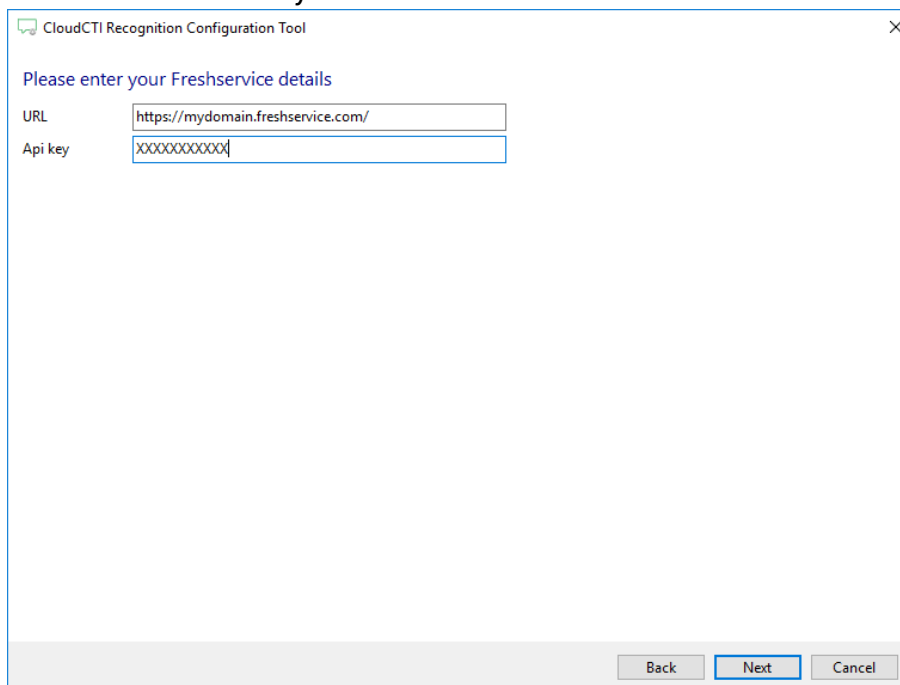 CloudCTI Recognition Configuration Tool
Please enter your Freshservice details
URL https://mydomain.freshservice.com/
Api key XXXXXXXXXXX
Back Next Cancel